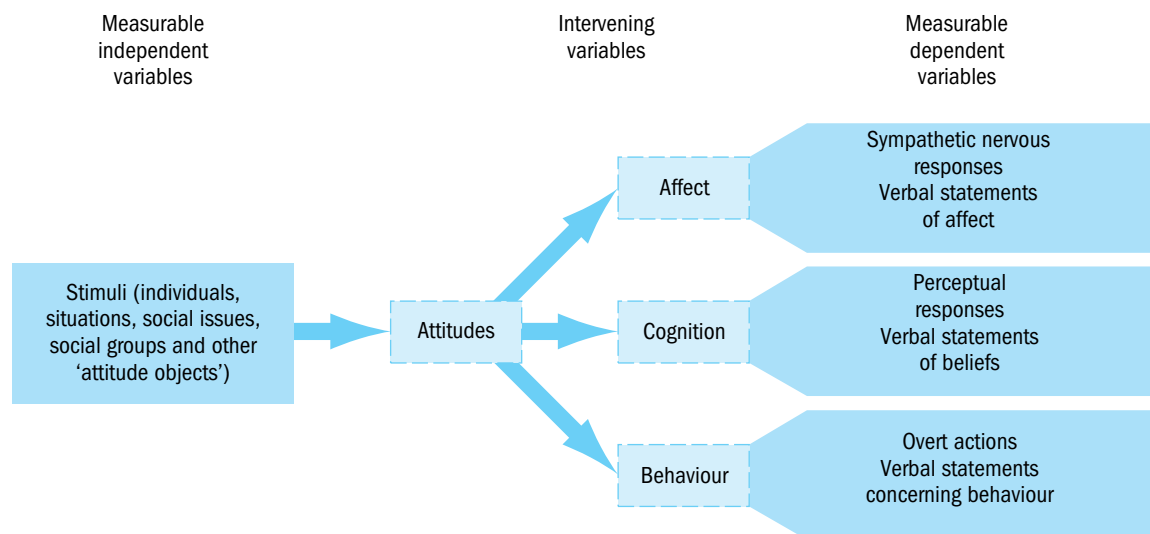 Measurable
independent
variables
Intervening
variables
Measurable
dependent
variables
Stimuli (individuals,
situations, social issues,
social groups and other
‘attitude objects’)
Attitudes
Affect
Sympathetic nervous
responses
Verbal statements
of affect
Cognition
Perceptual
responses
Verbal statements
of beliefs
Behaviour
Overt actions
Verbal statements
concerning behaviour